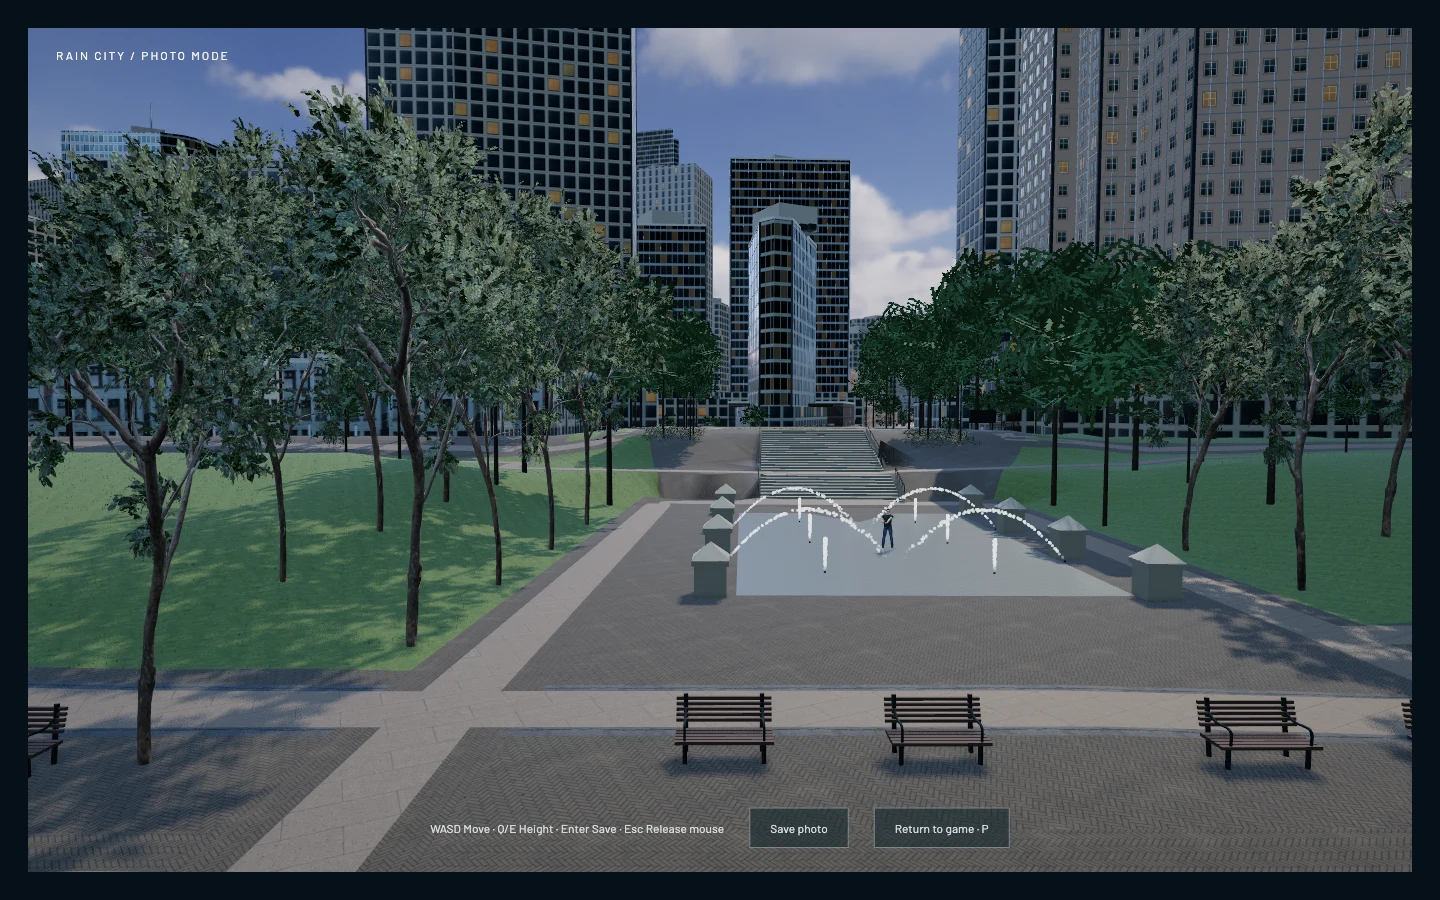 RAIN CITY / PHOTO MODE
WASD Move · Q/E Height · Enter Save · Esc Release mouse
Save photo
Return to game · P